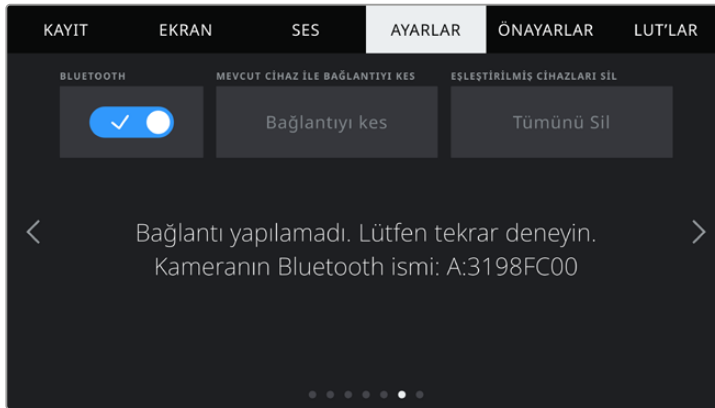 KAYIT EKRAN SES AYARLAR ÖNAYARLAR LUT’LAR
BLUETOOTH MEVCUT CİHAZ İLE BAĞLANTIYI KES EŞLEŞTİRİLMİŞ CİHAZLARI SİL
Bağlantıyı kes Tümünü Sil
Bağlantı yapılamadı. Lütfen tekrar deneyin.
Kameranın Bluetooth ismi: A:3198FC00